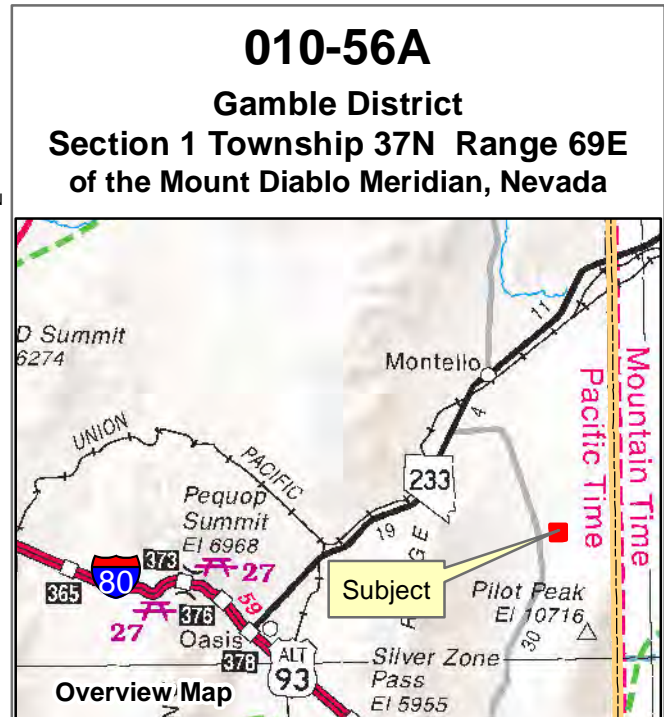 010-56A
Gamble District
Section 1 Township 37N Range 69E
of the Mount Diablo Meridian, Nevada
D Summit
6274
Montello
11
4
Mountain Time
Pacific Time
UNION
PACIFIC
233
19
Pequop
Summit
El 6968
373
27
80
365
376
59
27
Oasis
378
Subject
GE
Pilot Peak
El 10716
30
ALT
93
Silver Zone
Pass
El 5955
Overview Map